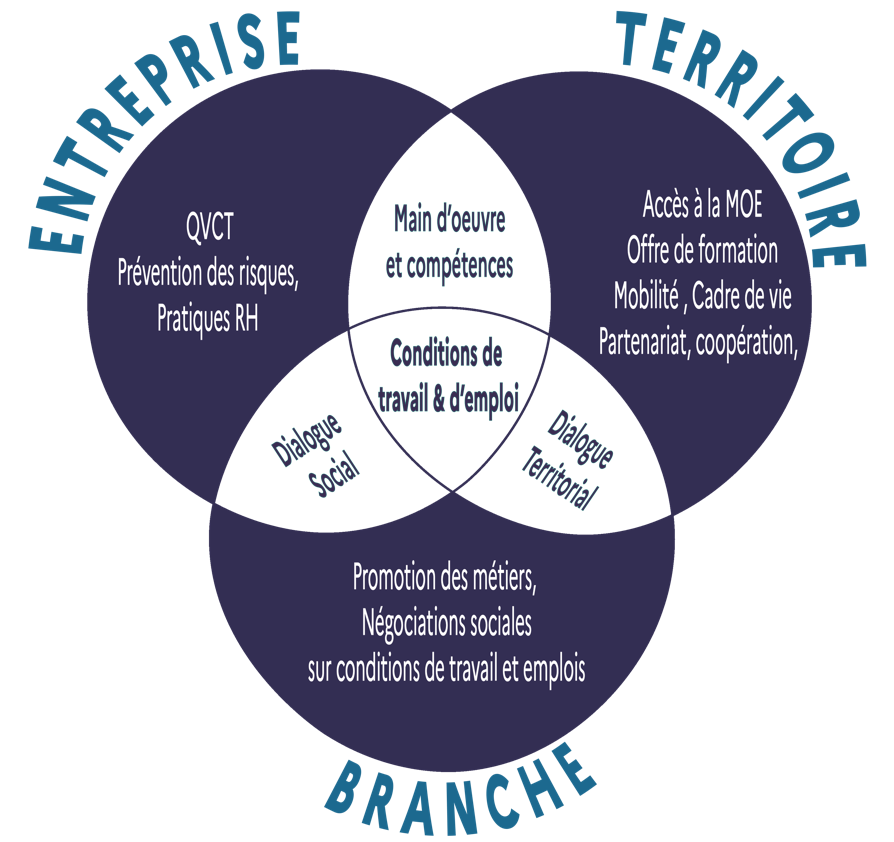 ENTREPRISE
TERRITOIRE
QVCT
Prévention des risques,
Pratiques RH
Main d'oeuvre
et compétences
Accès à la MOE
Offre de formation
Mobilité , Cadre de vie
Partenariat, coopération,
Conditions de
travail & d'emploi
Dialogue
Social
Dialogue
Territorial
Promotion des métiers,
Négociations sociales
sur conditions de travail et emplois
BRANCHE